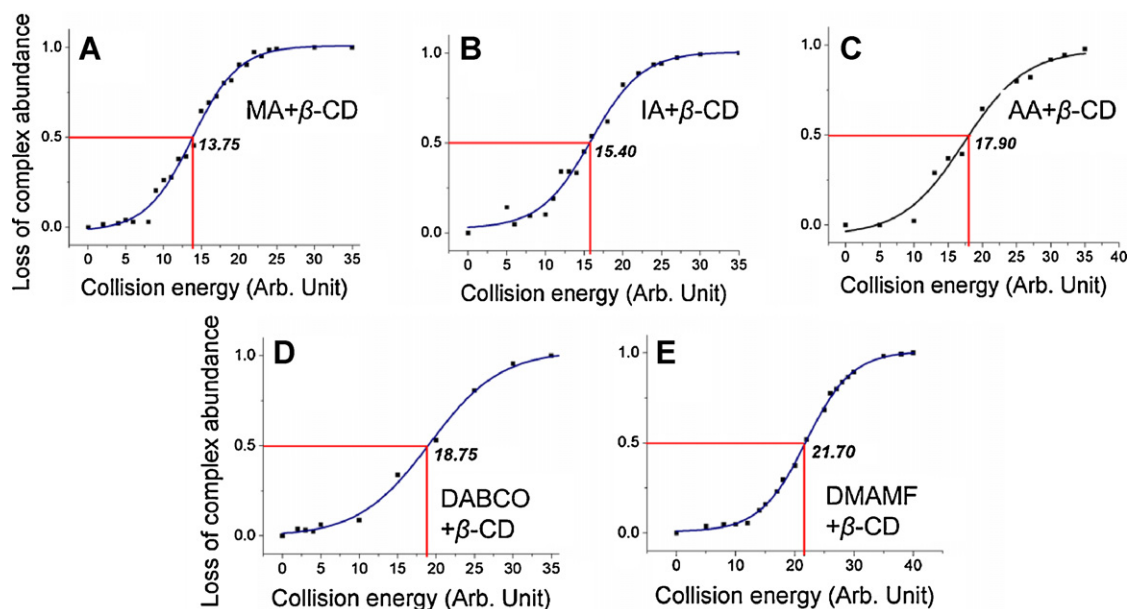 A
Loss of complex abundance
1.0
0.5
0.0
MA+β-CD
13.75
0 5 10 15 20 25 30 35
Collision energy (Arb. Unit)
B
1.0
0.5
0.0
IA+β-CD
15.40
0 5 10 15 20 25 30 35
Collision energy (Arb. Unit)
C
1.0
0.5
0.0
AA+β-CD
17.90
0 5 10 15 20 25 30 35 40
Collision energy (Arb. Unit)
D
Loss of complex abundance
1.0
0.5
0.0
18.75
DABCO
+β-CD
0 5 10 15 20 25 30 35
Collision energy (Arb. Unit)
E
1.0
0.5
0.0
21.70
DMAMF
+β-CD
0 10 20 30 40
Collision energy (Arb. Unit)